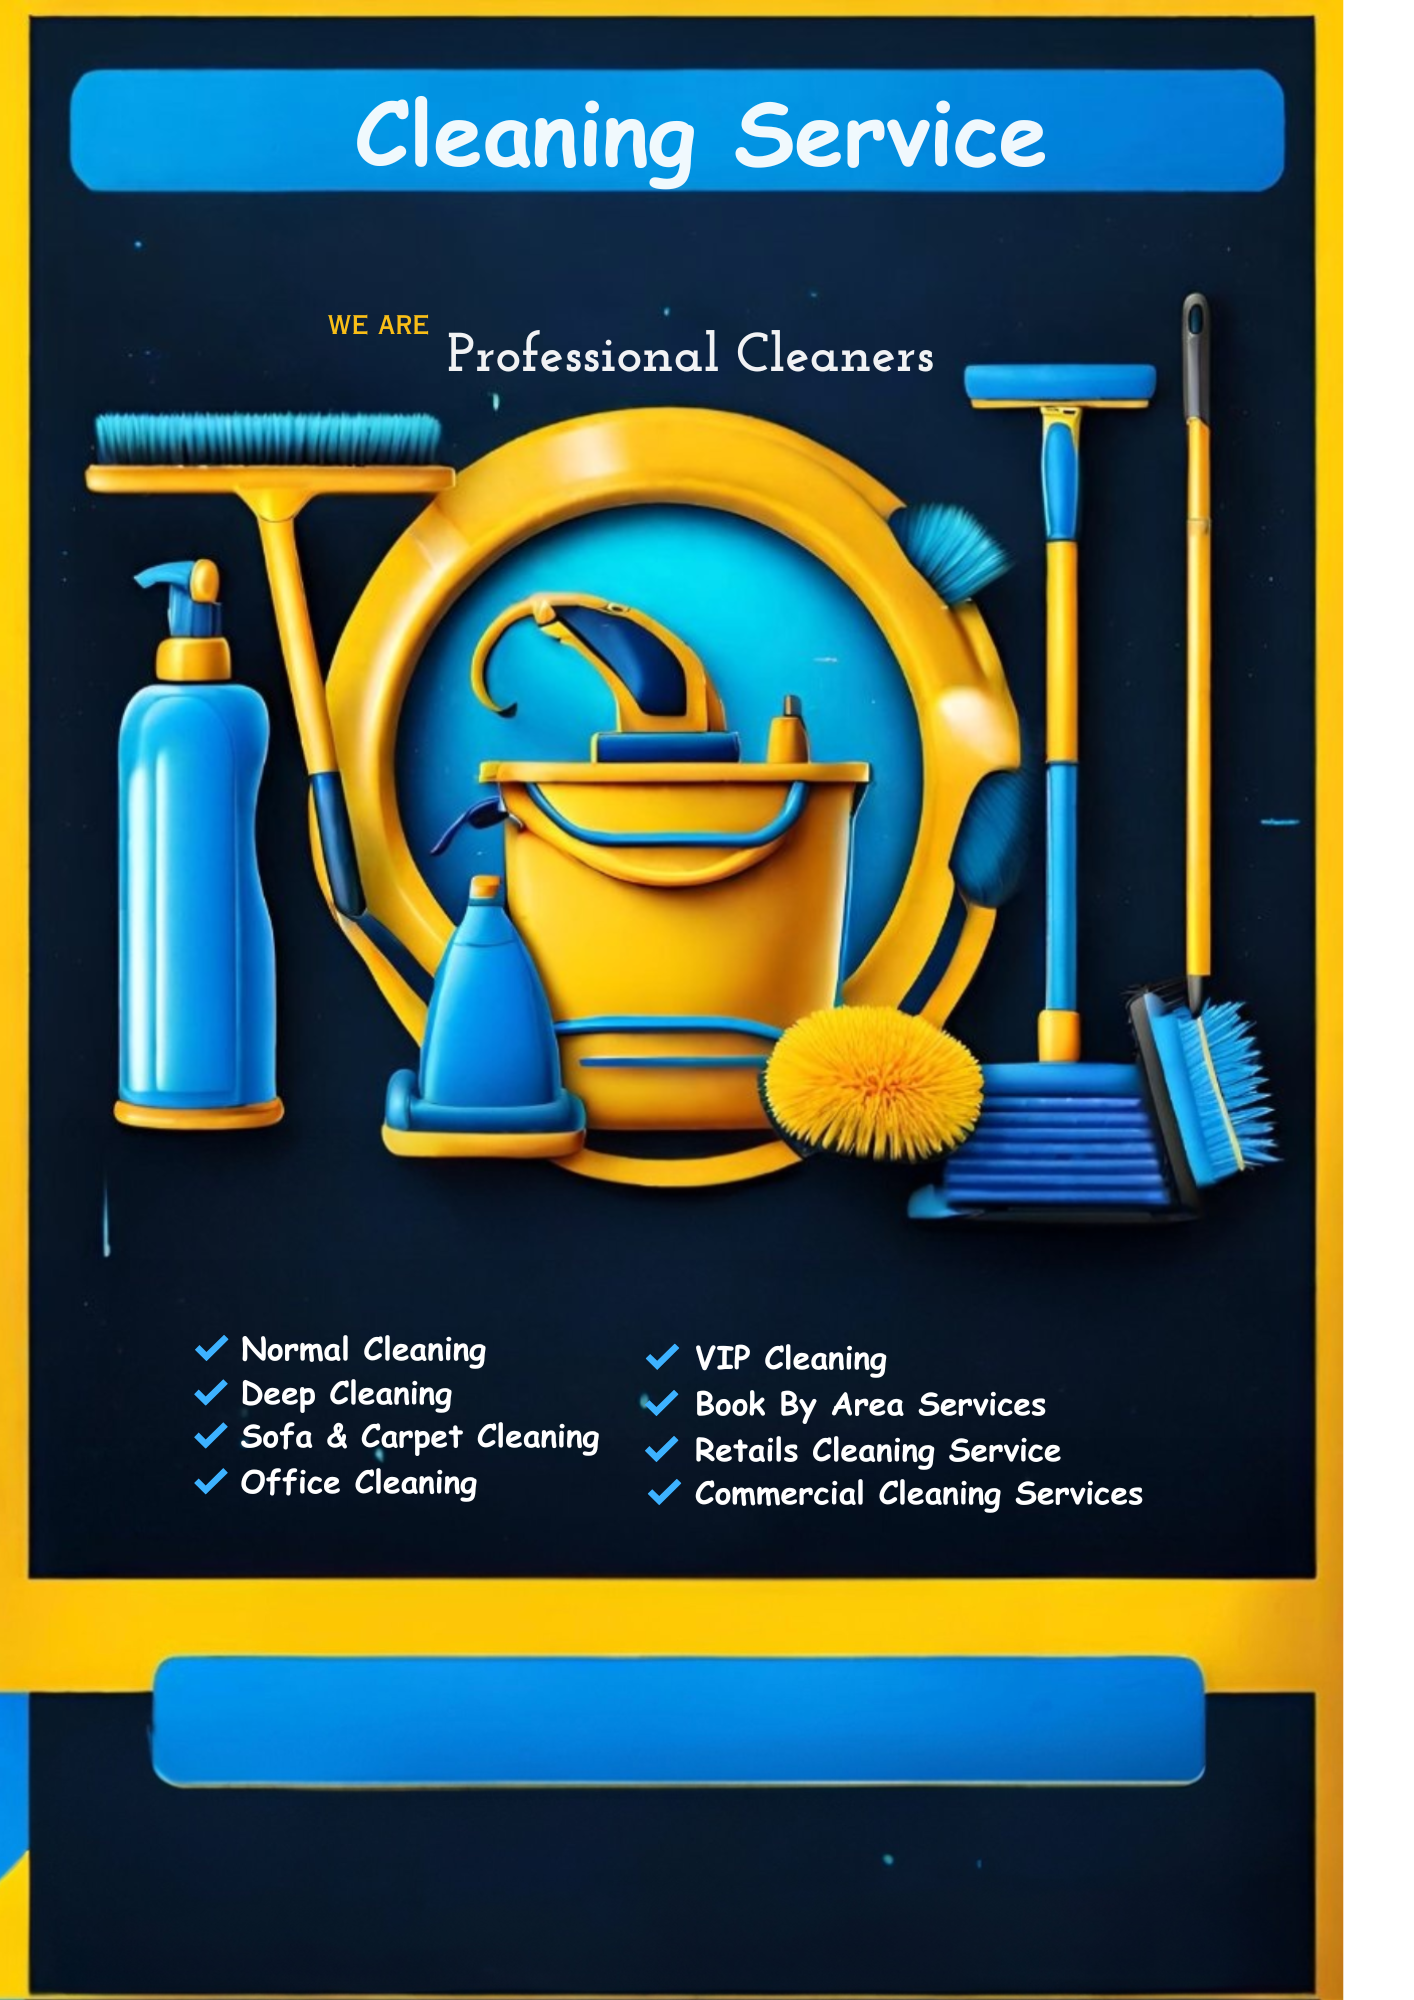 Cleaning Service
WE ARE
Professional Cleaners
Normal Cleaning
Deep Cleaning
Sofa & Carpet Cleaning
Office Cleaning
VIP Cleaning
Book By Area Services
Retails Cleaning Service
Commercial Cleaning Services